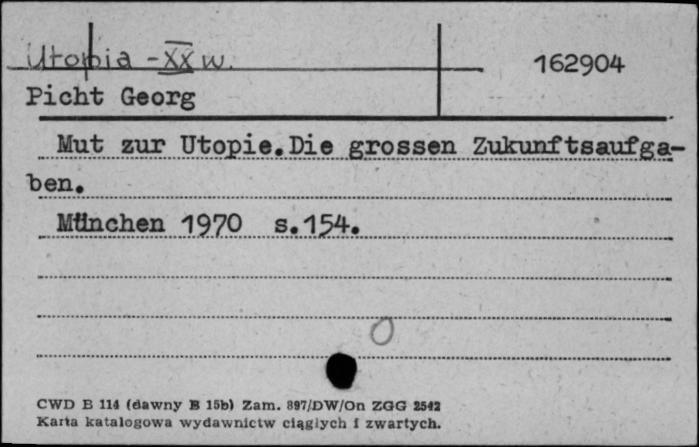 Utopia - XX w.
162904
Picht Georg
Mut zur Utopie.Die grossen Zukunftsaufga-
ben.
München 1970 s.154.
O
CWD B 114 (dawny B 15b) Zam. 897/DW/On ZGG 2542
Karta katalogowa wydawnictw ciągłych i zwartych.